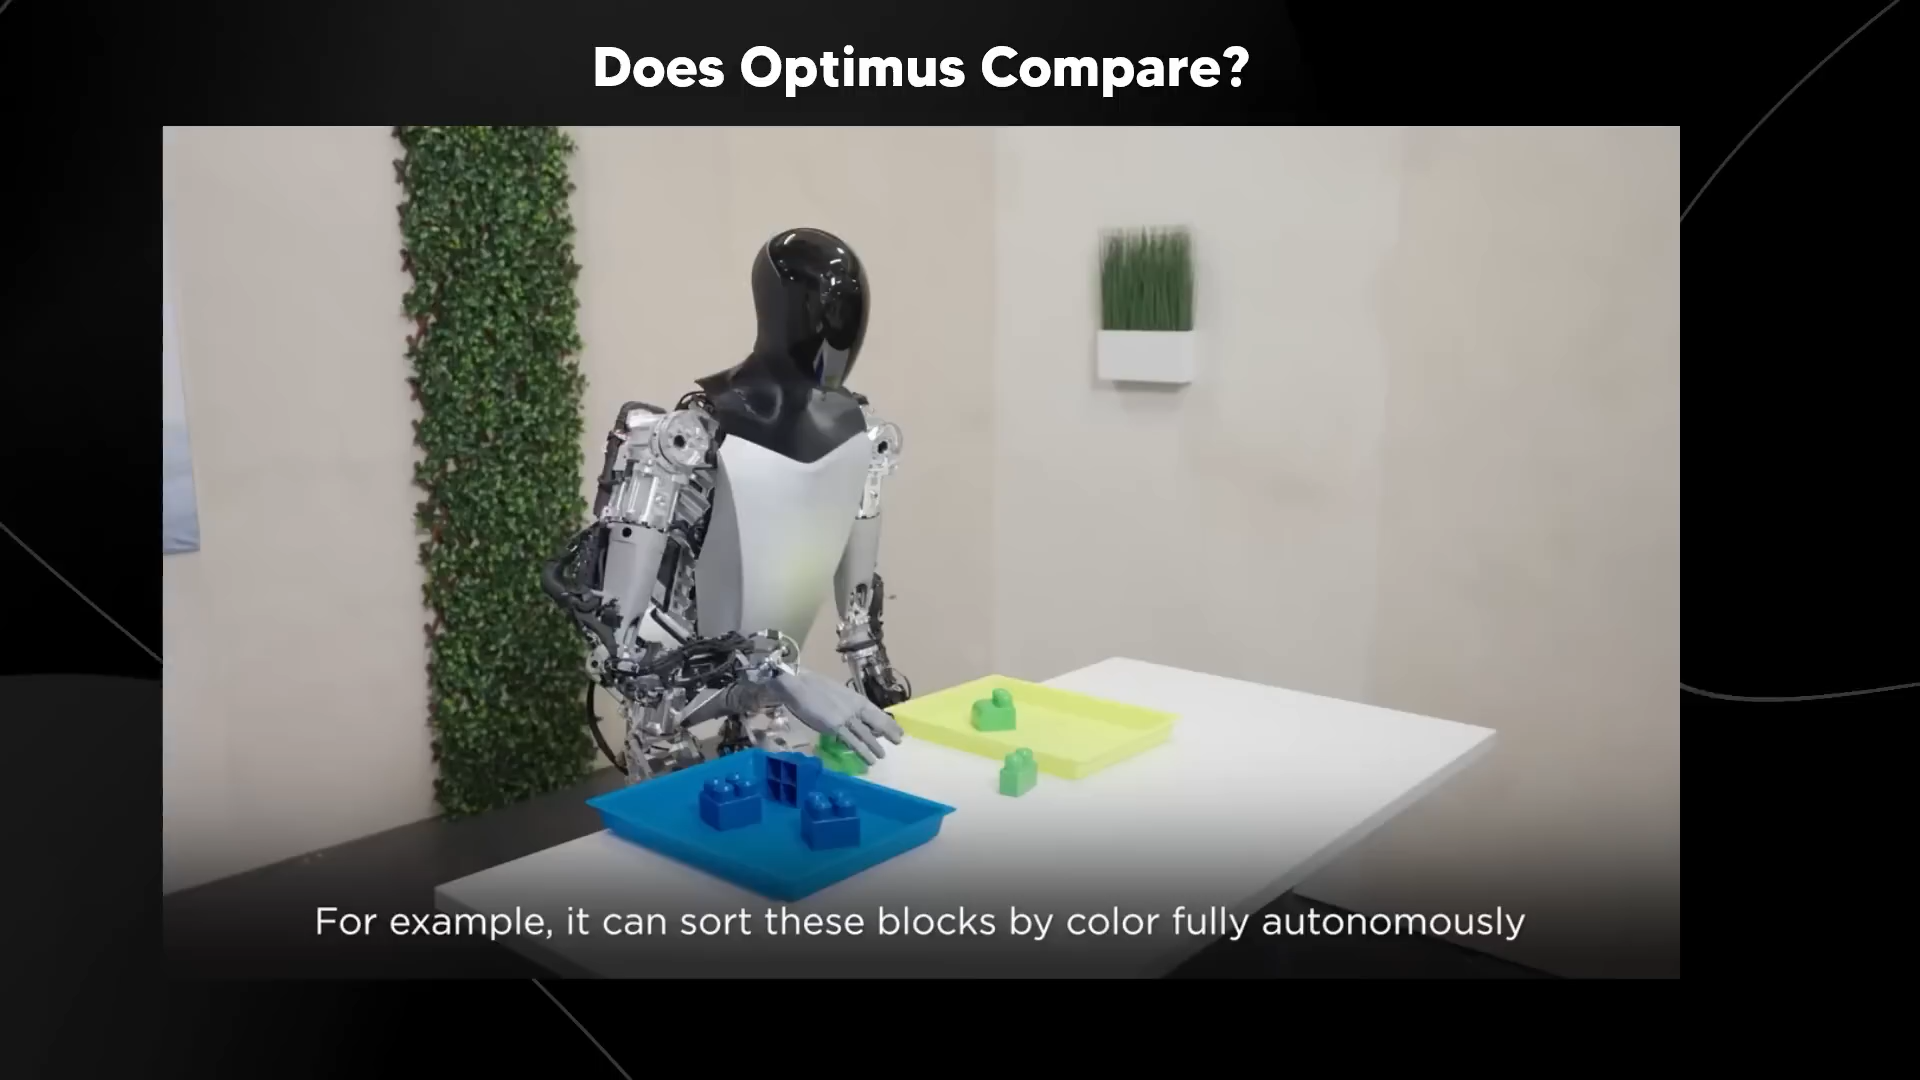 Does Optimus Compare?
For example, it can sort these blocks by color fully autonomously